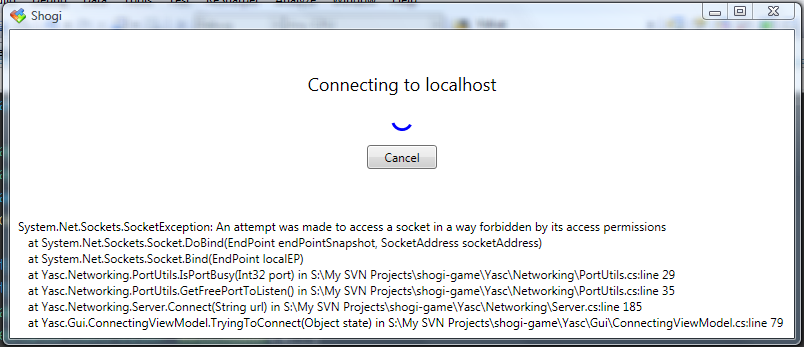 Shogi
Connecting to localhost
Cancel
System.Net.Sockets.SocketException: An attempt was made to access a socket in a way forbidden by its access permissions
at System.Net.Sockets.Socket.DoBind(EndPoint endPointSnapshot, SocketAddress socketAddress)
at System.Net.Sockets.Socket.Bind(EndPoint localEP)
at Yasc.Networking.PortUtils.IsPortBusy(Int32 port) in S:\My SVN Projects\shogi-game\Yasc\Networking\PortUtils.cs:line 29
at Yasc.Networking.PortUtils.GetFreePortToListen() in S:\My SVN Projects\shogi-game\Yasc\Networking\PortUtils.cs:line 35
at Yasc.Networking.Server.Connect(String url) in S:\My SVN Projects\shogi-game\Yasc\Networking\Server.cs:line 185
at Yasc.Gui.ConnectingViewModel.TryingToConnect(Object state) in S:\My SVN Projects\shogi-game\Yasc\Gui\ConnectingViewModel.cs:line 79